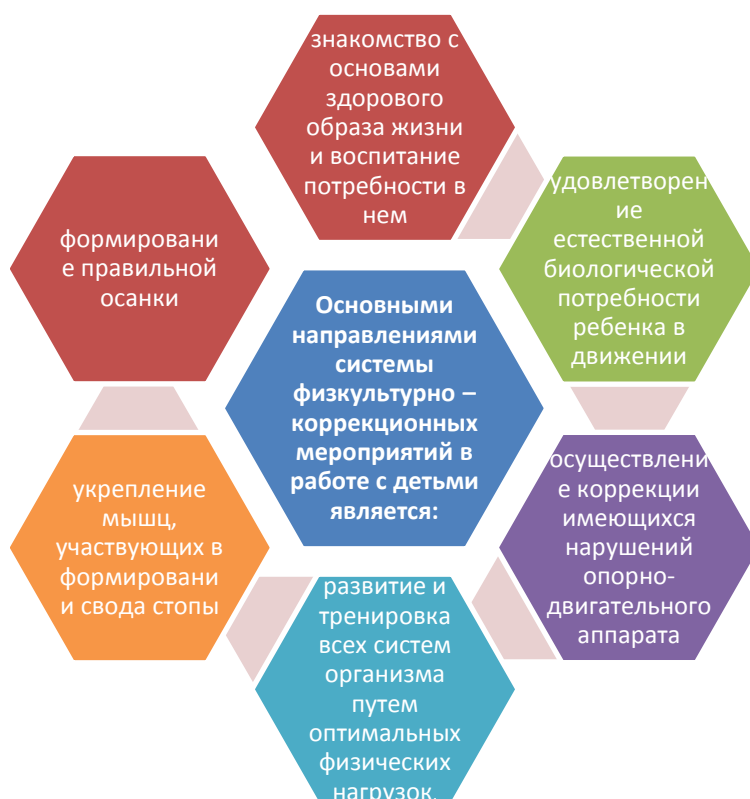 знакомство с
основами
здорового
образа жизни
и воспитание
потребности в
нем
удовлетворен
ие
естественной
биологической
потребности
ребенка в
движении
осуществлени
е коррекции
имеющихся
нарушений
опорно-
двигательного
аппарата
развитие и
тренировка
всех систем
организма
путем
оптимальных
физических
нагрузок.
укрепление
мышц,
участвующих в
формировани
и свода стопы
формировани
е правильной
осанки
Основными
направлениями
системы
физкультурно –
коррекционных
мероприятий в
работе с детьми
является: